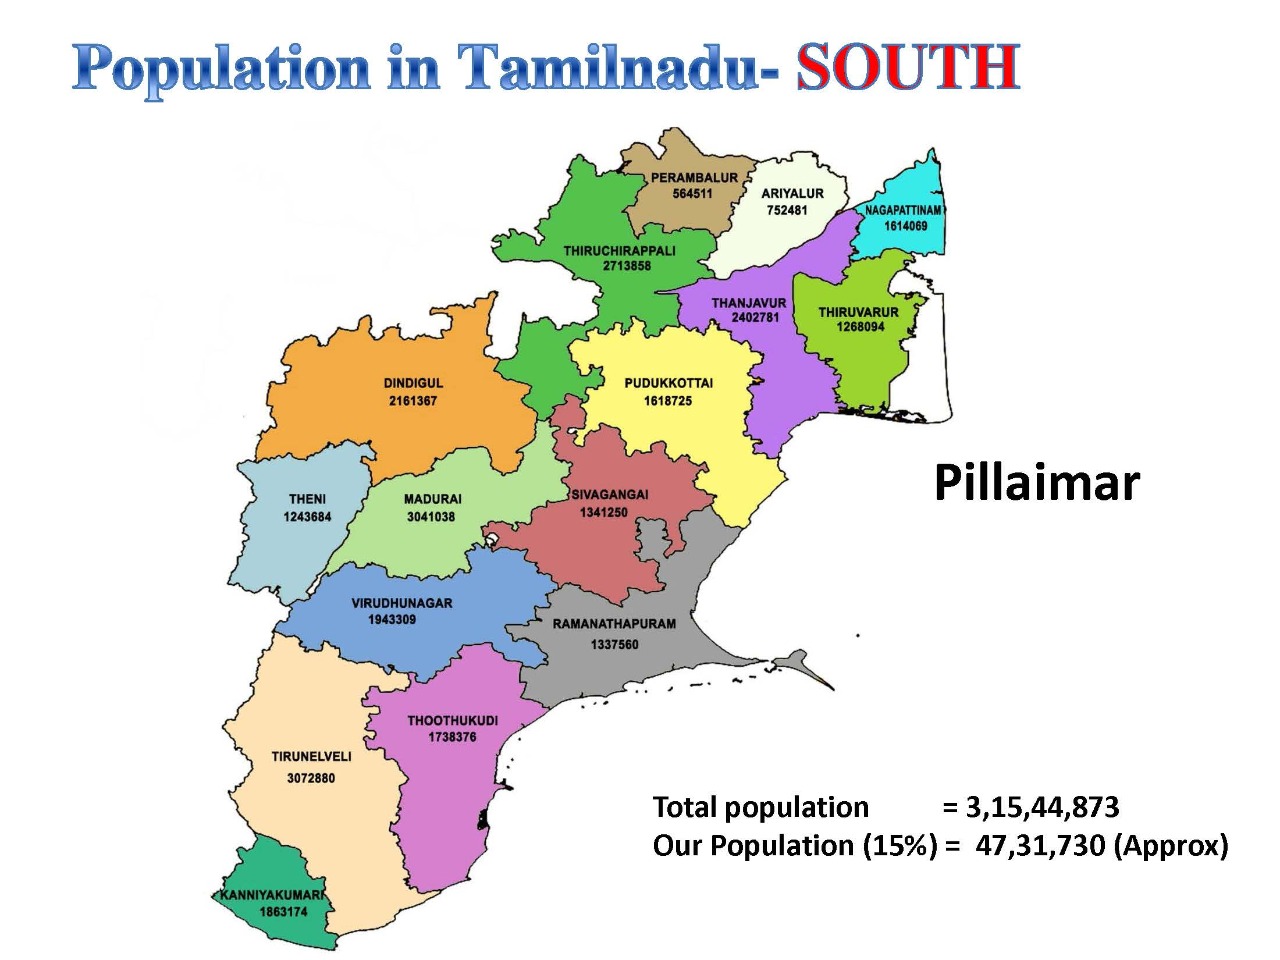 Population in Tamilnadu- SOUTH
PERAMBALUR
564511
ARIYALUR
752481
NAGAPATTINAM
1614069
THIRUCHIRAPPALI
2713858
THANJAVUR
2402781
THIRUVARUR
1268094
DINDIGUL
2161367
PUDUKKOTTAI
1618725
Pillaimar
THENI
1243684
MADURAI
3041038
SIVAGANGAI
1341250
VIRUDHUNAGAR
1943309
RAMANATHAPURAM
1337560
THOOTHUKUDI
1738376
TIRUNELVELI
3072880
Total population = 3,15,44,873
Our Population (15%) = 47,31,730 (Approx)
KANNIYAKUMARI
1863174